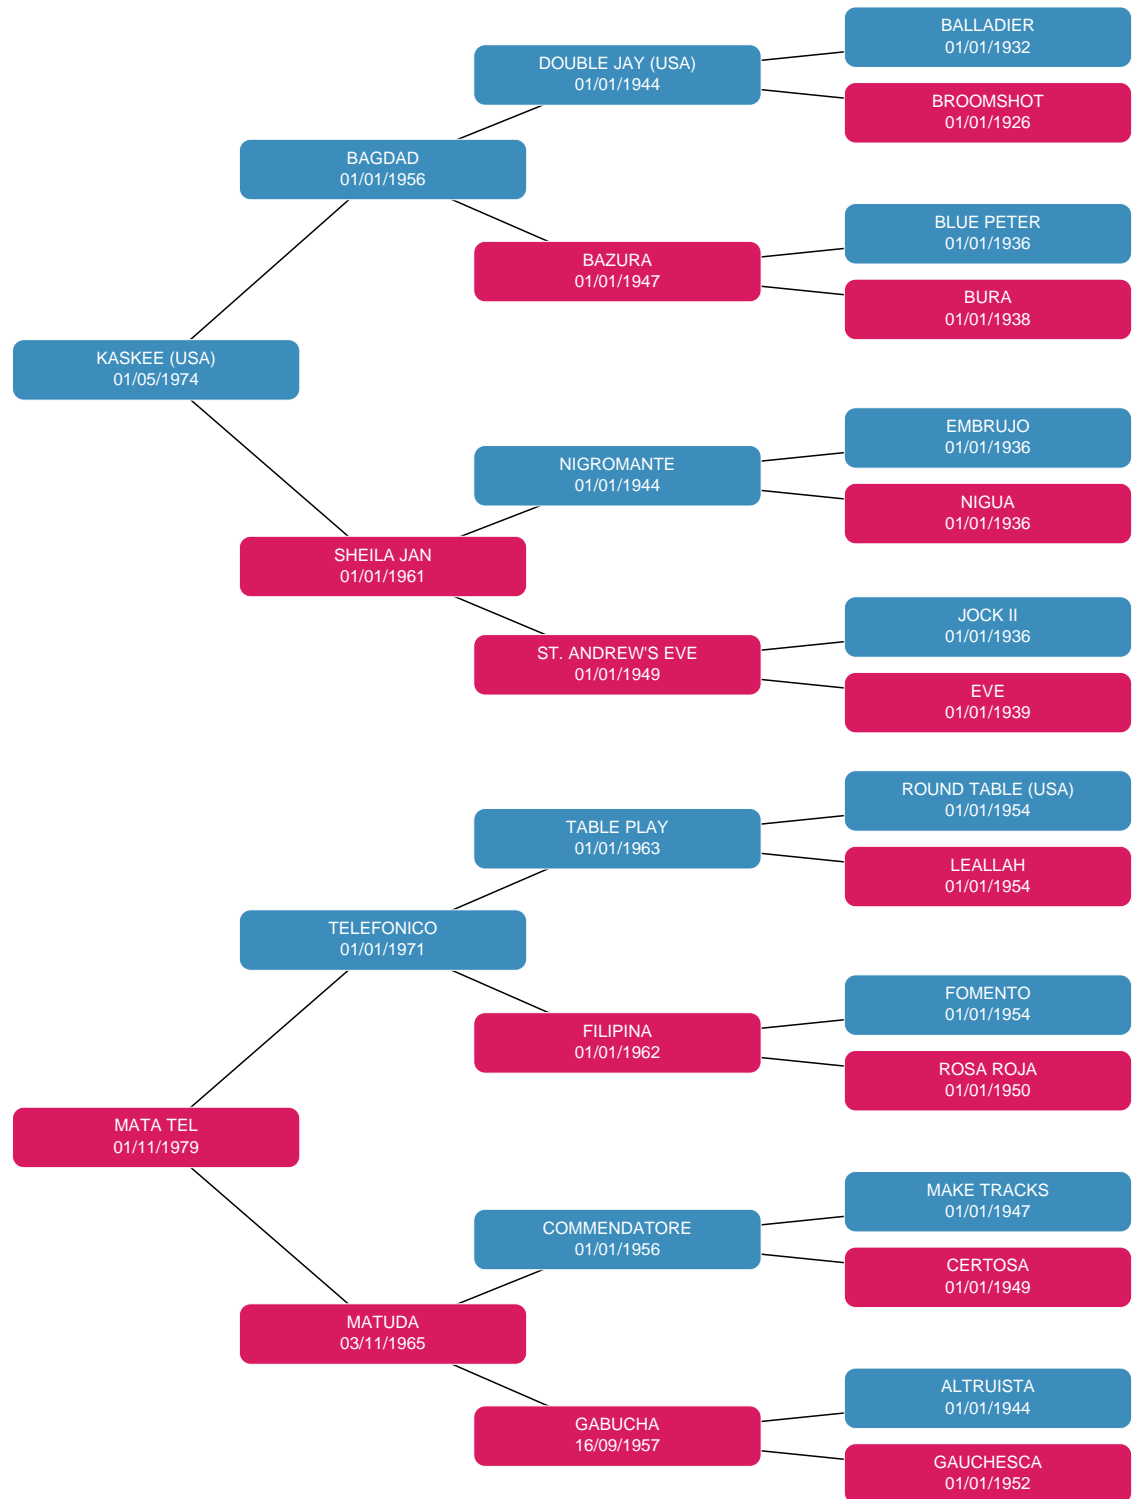 BALLADIER
01/01/1932
DOUBLE JAY (USA)
01/01/1944
BROOMSHOT
01/01/1926
BAGDAD
01/01/1956
BLUE PETER
01/01/1936
BAZURA
01/01/1947
BURA
01/01/1938
KASKEE (USA)
01/05/1974
EMBRUJO
01/01/1936
NIGROMANTE
01/01/1944
NIGUA
01/01/1936
SHEILA JAN
01/01/1961
JOCK II
01/01/1936
ST. ANDREW'S EVE
01/01/1949
EVE
01/01/1939
ROUND TABLE (USA)
01/01/1954
TABLE PLAY
01/01/1963
LEALLAH
01/01/1954
TELEFONICO
01/01/1971
FOMENTO
01/01/1954
FILIPINA
01/01/1962
ROSA ROJA
01/01/1950
MATA TEL
01/11/1979
MAKE TRACKS
01/01/1947
COMMENDATORE
01/01/1956
CERTOSA
01/01/1949
MATUDA
03/11/1965
ALTRUISTA
01/01/1944
GABUCHA
16/09/1957
GAUCHESCA
01/01/1952